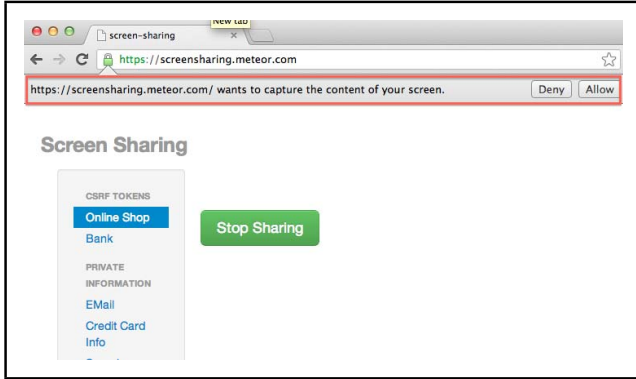 New tab
screen-sharing
https://screensharing.meteor.com
https://screensharing.meteor.com/ wants to capture the content of your screen. Deny Allow
Screen Sharing
CSRF TOKENS
Online Shop
Stop Sharing
Bank
PRIVATE
INFORMATION
EMail
Credit Card
Info